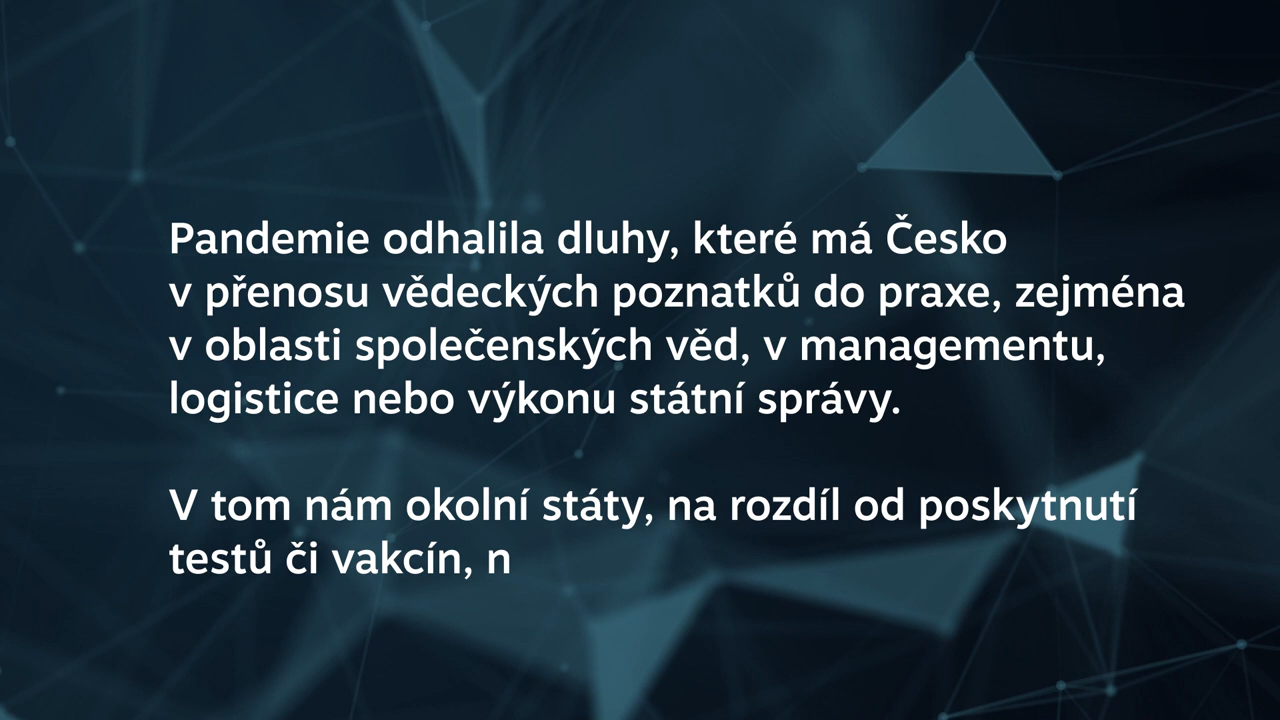 Pandemie odhalila dluhy, které má Česko
v přenosu vědeckých poznatků do praxe, zejména
v oblasti společenských věd, v managementu,
logistice nebo výkonu státní správy.
V tom nám okolní státy, na rozdíl od poskytnutí
testů či vakcín, n